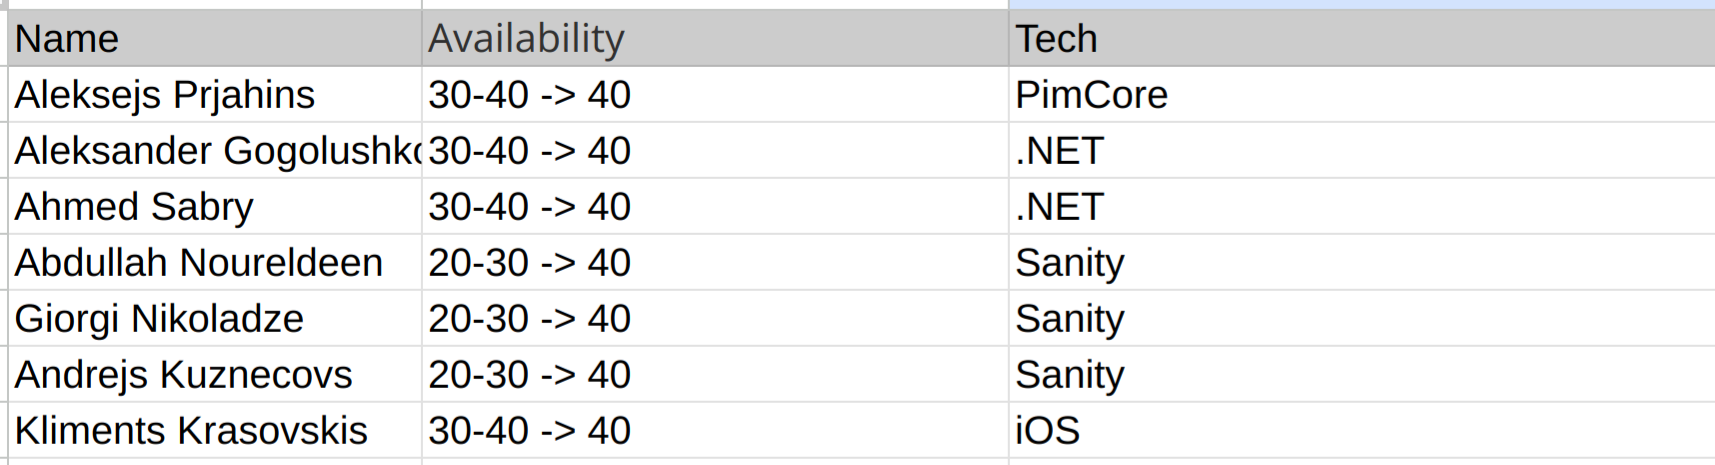 Name Availability Tech
Aleksejs Prjahins 30-40 -> 40 PimCore
Aleksander 30-40 -> 40 .NET
Ahmed Sabry 30-40 -> 40 .NET
Abdullah Noureldeen 20-30 -> 40 Sanity
Giorgi Nikoladze 20-30 -> 40 Sanity
Andrejs Kuznecovs 20-30 -> 40 Sanity
Kliments Krasovskis 30-40 -> 40 iOS